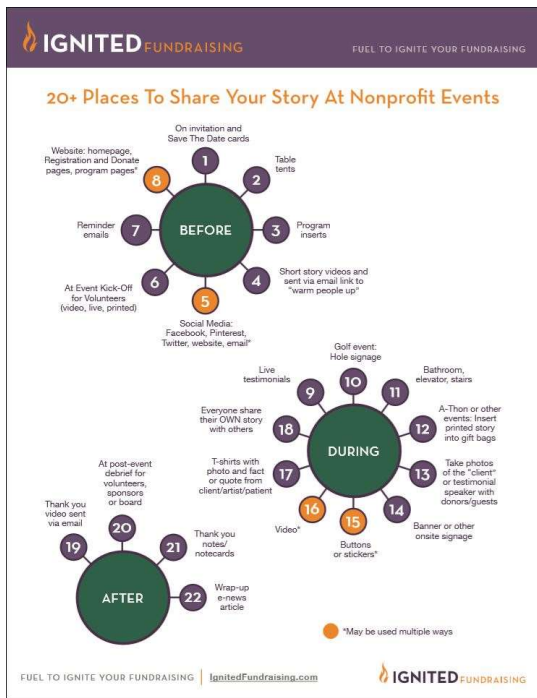 IGNITED FUNDRAISING
FUEL TO IGNITE YOUR FUNDRAISING
20+ Places To Share Your Story At Nonprofit Events
BEFORE
1
On invitation and
Save The Date cards
2
Table
tents
3
Program
inserts
4
Short story videos and
sent via email link to
"warm people up"
5
Social Media:
Facebook, Pinterest,
Twitter, website, email*
6
At Event Kick-Off
for Volunteers
(video, live, printed)
7
Reminder
emails
8
Website: homepage,
Registration and Donate
pages, program pages*
DURING
9
Live
testimonials
10
Golf event:
Hole signage
11
Bathroom,
elevator, stairs
12
A-Thon or other
events: Insert
printed story
into gift bags
13
Take photos
of the "client"
or testimonial
speaker with
donors/guests
14
Banner or other
onsite signage
15
Buttons
or stickers*
16
Video*
17
T-shirts with
photo and fact
or quote from
client/artist/patient
18
Everyone share
their OWN story
with others
AFTER
19
Thank you
video sent
via email
20
At post-event
debrief for
volunteers,
sponsors
or board
21
Thank you
notes/
notecards
22
Wrap-up
e-news
article
*May be used multiple ways
FUEL TO IGNITE YOUR FUNDRAISING | IgnitedFundraising.com
IGNITED FUNDRAISING